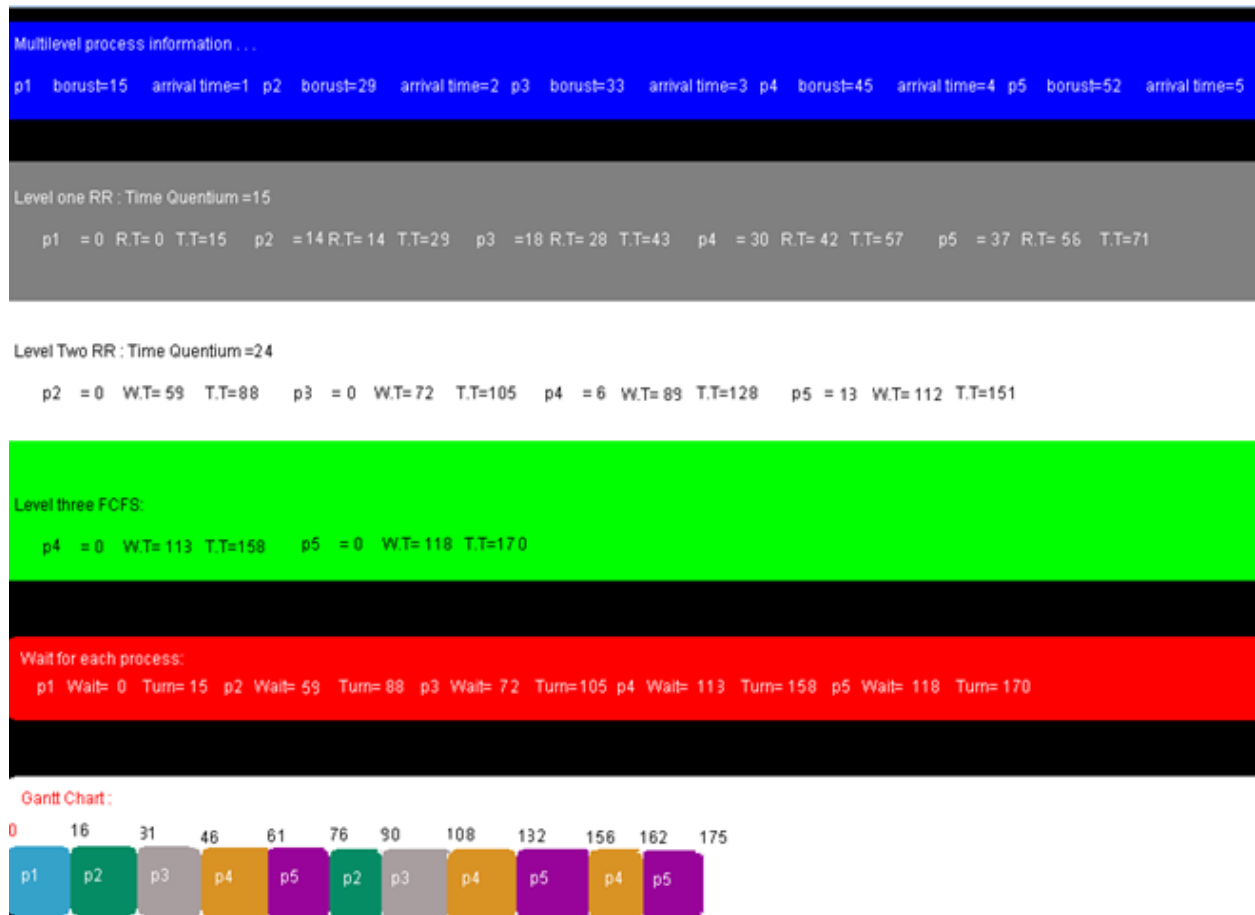 Multilevel process information . . .
p1 borust=15 arrival time=1 p2 borust=29 arrival time=2 p3 borust=33 arrival time=3 p4 borust=45 arrival time=4 p5 borust=52 arrival time=5
Level one RR : Time Quentium =15
p1 = 0 R.T= 0 T.T=15 p2 =14 R.T= 14 T.T=29 p3 =18 R.T= 28 T.T=43 p4 = 30 R.T= 42 T.T= 57 p5 = 37 R.T= 56 T.T=71
Level Two RR : Time Quentium =24
p2 = 0 W.T= 59 T.T=88 p3 = 0 W.T= 72 T.T=105 p4 = 6 W.T= 89 T.T=128 p5 = 13 W.T= 112 T.T=151
Level three FCFS:
p4 = 0 W.T= 113 T.T=158 p5 = 0 W.T= 118 T.T=170
Wait for each process:
p1 Wait= 0 Turn= 15 p2 Wait= 59 Turn= 88 p3 Wait= 72 Turn=105 p4 Wait= 113 Turn= 158 p5 Wait= 118 Turn= 170
Gantt Chart :
0 16 31 46 61 76 90 108 132 156 162 175
p1 p2 p3 p4 p5 p2 p3 p4 p5 p4 p5